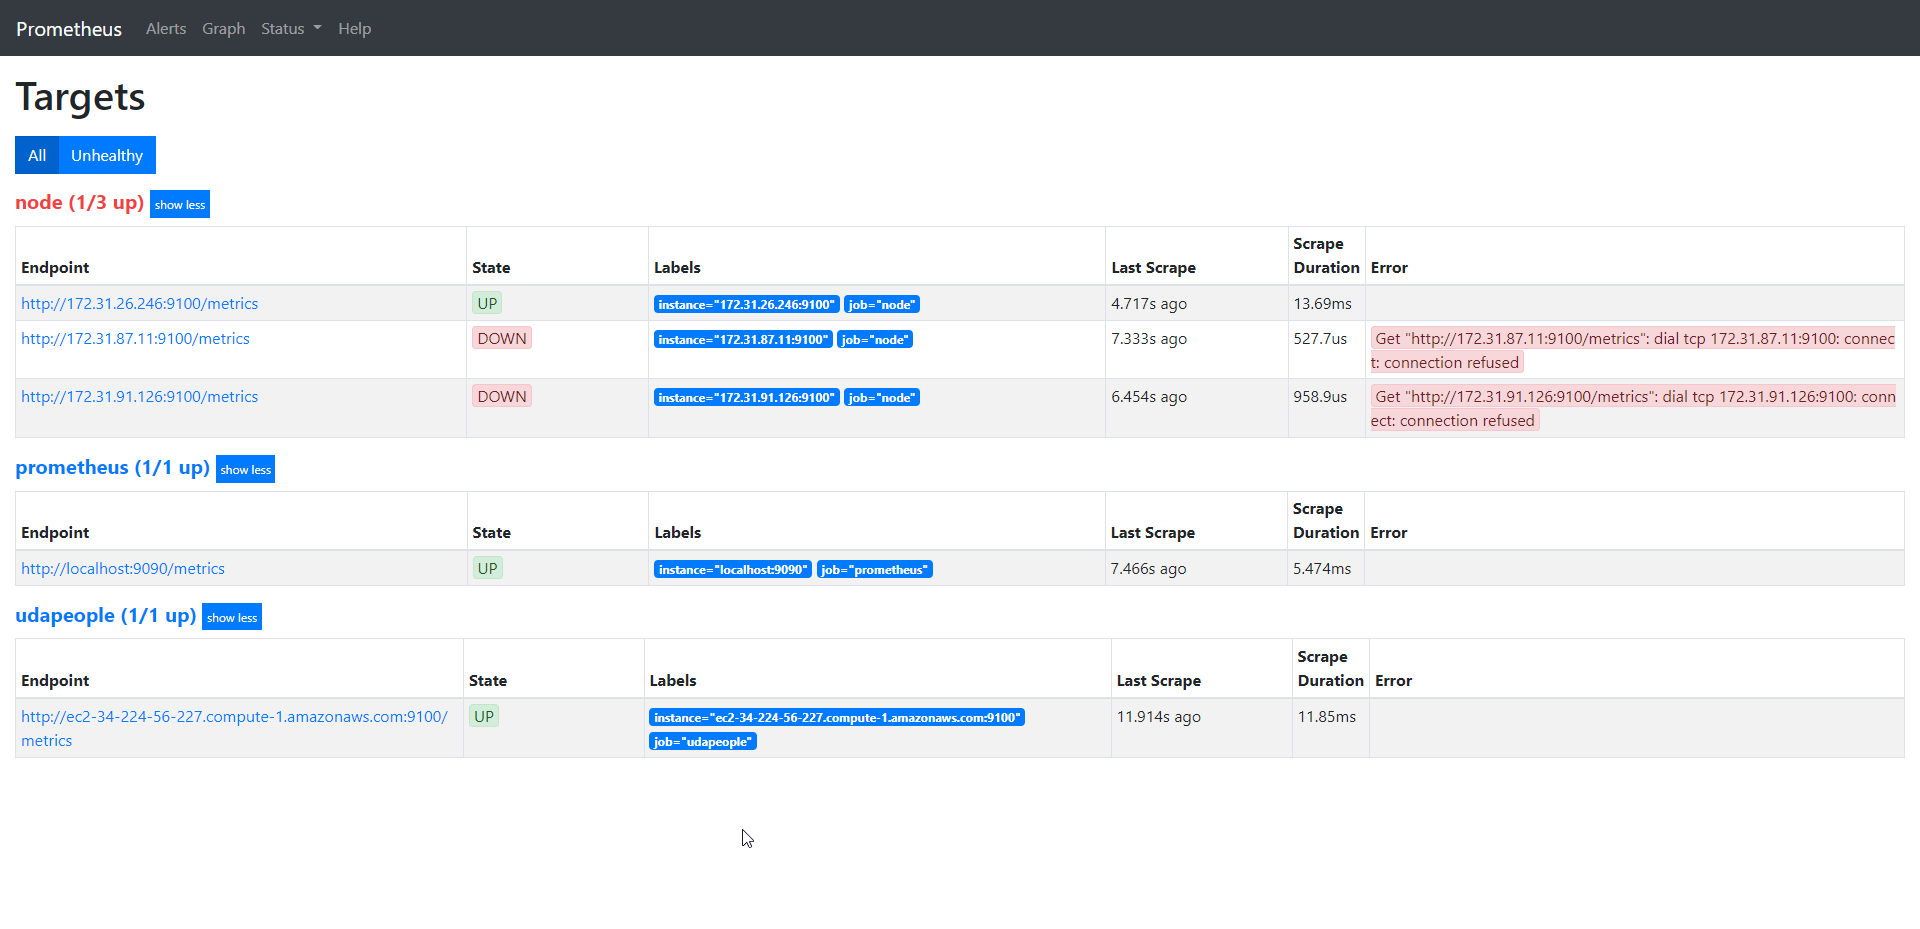 Prometheus Alerts Graph Status Help
Targets
All Unhealthy
node (1/3 up) show less
Endpoint State Labels Last Scrape Scrape Duration Error
http://172.31.26.246:9100/metrics UP instance="172.31.26.246:9100" job="node" 4.717s ago 13.69ms
http://172.31.87.11:9100/metrics DOWN instance="172.31.87.11:9100" job="node" 7.333s ago 527.7us Get "http://172.31.87.11:9100/metrics": dial tcp 172.31.87.11:9100: connec
t: connection refused
http://172.31.91.126:9100/metrics DOWN instance="172.31.91.126:9100" job="node" 6.454s ago 958.9us Get "http://172.31.91.126:9100/metrics": dial tcp 172.31.91.126:9100: conn
ect: connection refused
prometheus (1/1 up) show less
Endpoint State Labels Last Scrape Scrape Duration Error
http://localhost:9090/metrics UP instance="localhost:9090" job="prometheus" 7.466s ago 5.474ms
udapeople (1/1 up) show less
Endpoint State Labels Last Scrape Scrape Duration Error
http://ec2-34-224-56-227.compute-1.amazonaws.com:9100/ UP instance="ec2-34-224-56-227.compute-1.amazonaws.com:9100" 11.914s ago 11.85ms
metrics job="udapeople"